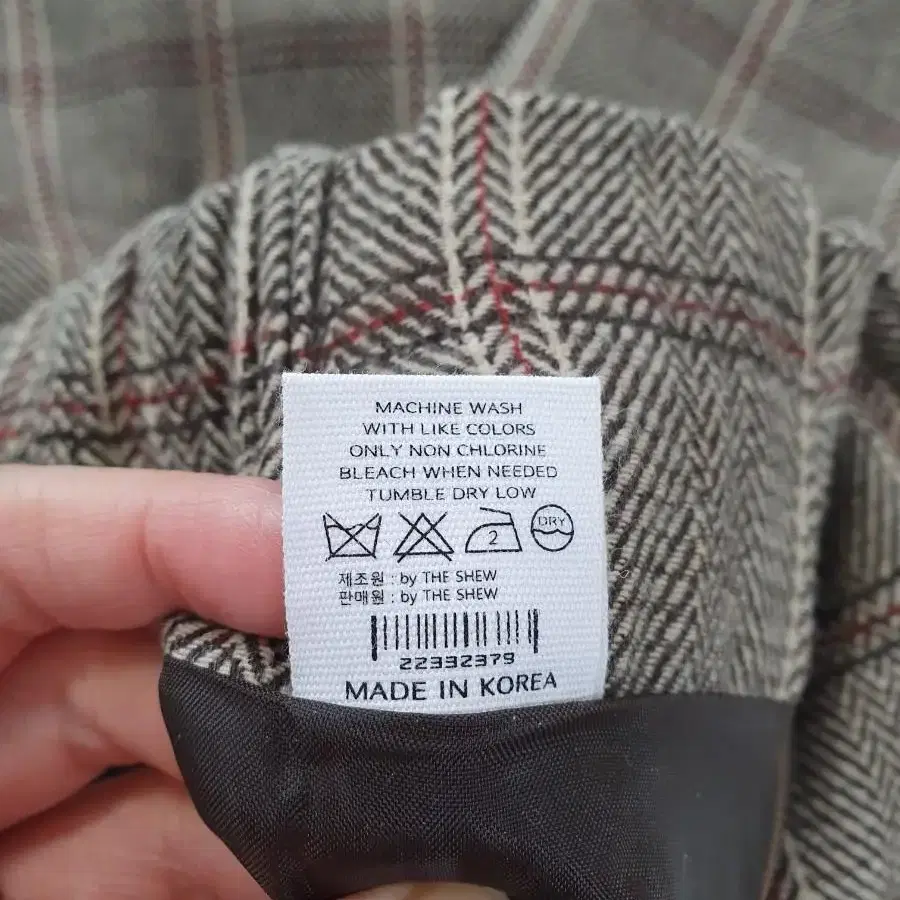 MACHINE WASH
WITH LIKE COLORS
ONLY NON CHLORINE
BLEACH WHEN NEEDED
TUMBLE DRY LOW
2 DRY
제조원 : by THE SHEW
판매원 : by THE SHEW
22332379
MADE IN KOREA